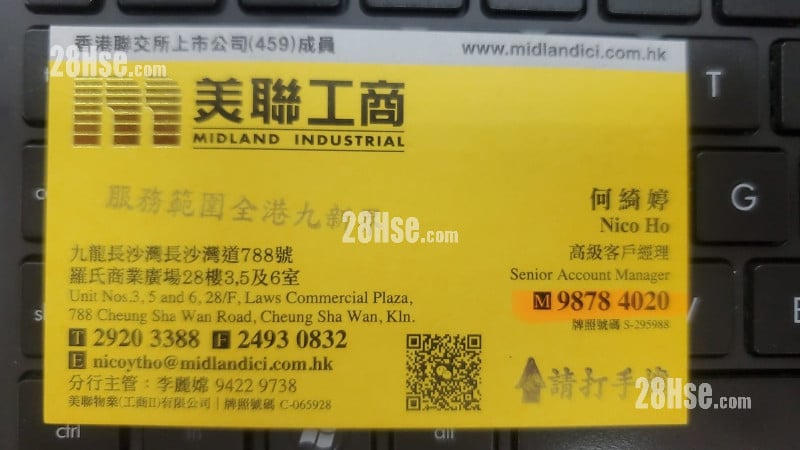 香港聯交所上市公司(459)成員
www.midlandici.com.hk
28Hse.com
美聯工商
MIDLAND INDUSTRIAL
服務範圍全港九新
28Hse.com
何綺婷
Nico Ho
高級客戶經理
Senior Account Manager
M 9878 4020
牌照號碼 S-295988
九龍長沙灣長沙灣道788號
羅氏商業廣場28樓3,5及6室
Unit Nos.3, 5 and 6, 28/F, Laws Commercial Plaza,
788 Cheung Sha Wan Road, Cheung Sha Wan, Kln.
T 2920 3388 F 2493 0832
E nicoytho@midlandici.com.hk
分行主管：李麗嫦 9422 9738
美聯物業(工商II)有限公司 | 牌照號碼 C-065928
請打手
28Hse.com
T
G
ctrl
alt